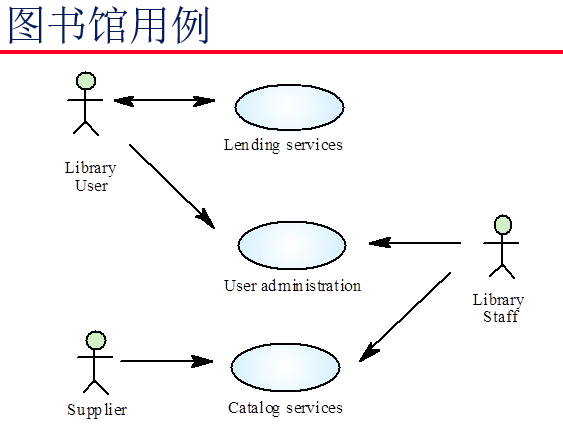 图书馆用例
Lending services
Library
User
User administration
Library
Staff
Supplier
Catalog services